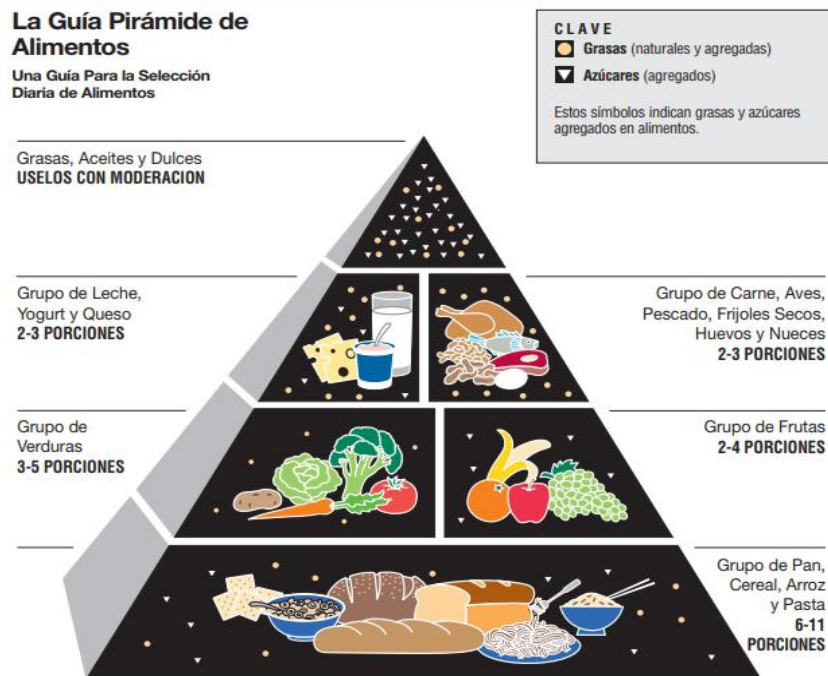 La Guía Pirámide de
Alimentos
Una Guía Para la Selección
Diaria de Alimentos
CLAVE
Grasas (naturales y agregadas)
Azúcares (agregados)
Estos símbolos indican grasas y azúcares
agregados en alimentos.
Grasas, Aceites y Dulces
USELOS CON MODERACION
Grupo de Leche,
Yogurt y Queso
2-3 PORCIONES
Grupo de Carne, Aves,
Pescado, Frijoles Secos,
Huevos y Nueces
2-3 PORCIONES
Grupo de
Verduras
3-5 PORCIONES
Grupo de Frutas
2-4 PORCIONES
Grupo de Pan,
Cereal, Arroz
y Pasta
6-11
PORCIONES